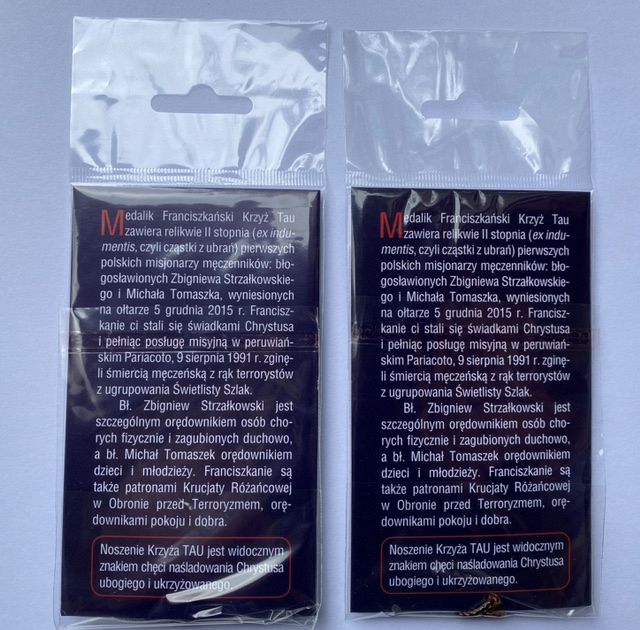 Medalik Franciszkański Krzyż Tau
zawiera relikwie II stopnia (ex indu-
mentis, czyli cząstki z ubrań) pierwszych
polskich misjonarzy męczenników: bło-
gosławionych Zbigniewa Strzałkowskie-
go i Michała Tomaszka, wyniesionych
na ołtarze 5 grudnia 2015 r. Francisz-
kanie ci stali się świadkami Chrystusa
i pełniąc posługę misyjną w peruwiań-
skim Pariacoto, 9 sierpnia 1991 r. zginę-
li śmiercią męczeńską z rąk terrorystów
z ugrupowania Świetlisty Szlak.
Bł. Zbigniew Strzałkowski jest
szczególnym orędownikiem osób cho-
rych fizycznie i zagubionych duchowo,
a bł. Michał Tomaszek orędownikiem
dzieci i młodzieży. Franciszkanie są
także patronami Krucjaty Różańcowej
w Obronie przed Terroryzmem, orę-
downikami pokoju i dobra.
Noszenie Krzyża TAU jest widocznym
znakiem chęci naśladowania Chrystusa
ubogiego i ukrzyżowanego.
Medalik Franciszkański Krzyż Tau
zawiera relikwie II stopnia (ex indu-
mentis, czyli cząstki z ubrań) pierwszych
polskich misjonarzy męczenników: bło-
gosławionych Zbigniewa Strzałkowskie-
go i Michała Tomaszka, wyniesionych
na ołtarze 5 grudnia 2015 r. Francisz-
kanie ci stali się świadkami Chrystusa
i pełniąc posługę misyjną w peruwiań-
skim Pariacoto, 9 sierpnia 1991 r. zginę-
li śmiercią męczeńską z rąk terrorystów
z ugrupowania Świetlisty Szlak.
Bł. Zbigniew Strzałkowski jest
szczególnym orędownikiem osób cho-
rych fizycznie i zagubionych duchowo,
a bł. Michał Tomaszek orędownikiem
dzieci i młodzieży. Franciszkanie są
także patronami Krucjaty Różańcowej
w Obronie przed Terroryzmem, orę-
downikami pokoju i dobra.
Noszenie Krzyża TAU jest widocznym
znakiem chęci naśladowania Chrystusa
ubogiego i ukrzyżowanego.